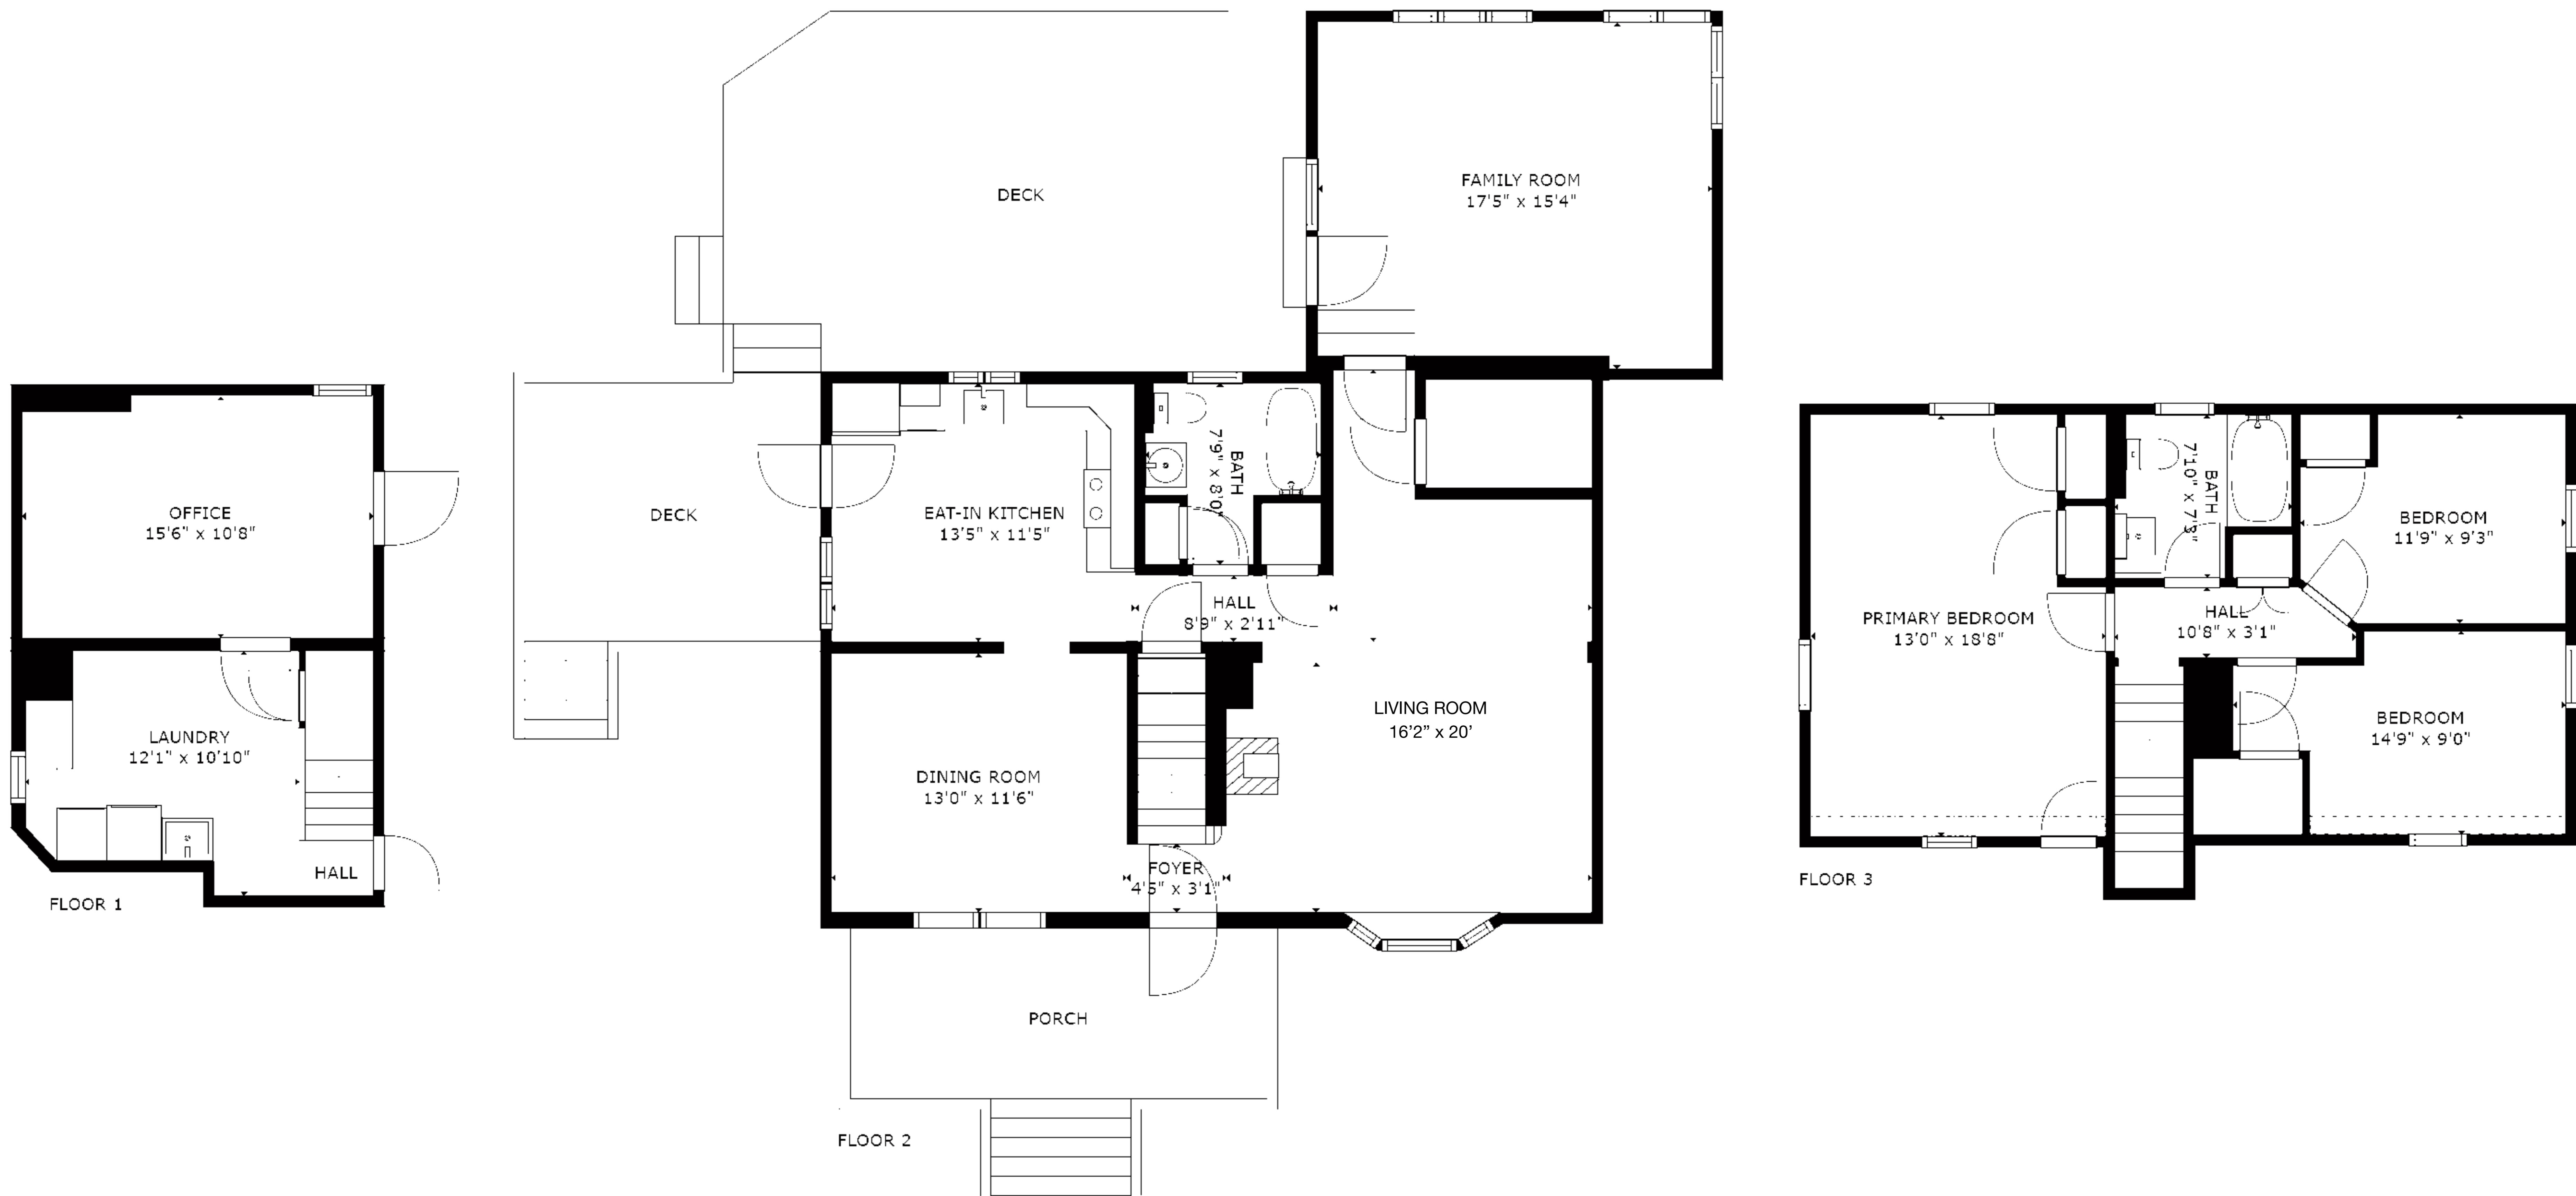 OFFICE
15'6" x 10'8"
LAUNDRY
12'1" x 10'10"
HALL
FLOOR 1
DECK
FAMILY ROOM
17'5" x 15'4"
DECK
EAT-IN KITCHEN
13'5" x 11'5"
BATH
7'9" x 8'0"
HALL
8'9" x 2'11"
LIVING ROOM
16'2” x 20’
DINING ROOM
13'0" x 11'6"
FOYER
4'5" x 3'1"
PORCH
FLOOR 2
PRIMARY BEDROOM
13'0" x 18'8"
BATH
7'10" x 7'3"
BEDROOM
11'9" x 9'3"
HALL
10'8" x 3'1"
BEDROOM
14'9" x 9'0"
FLOOR 3